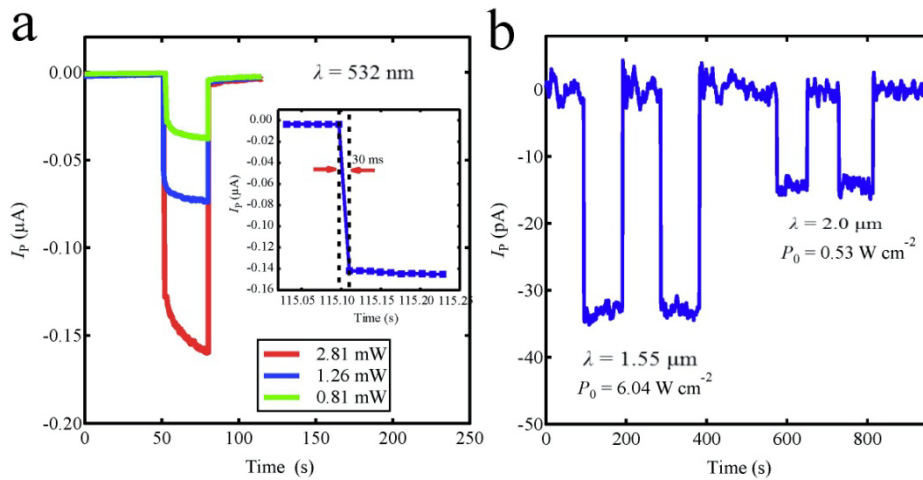 a
λ = 532 nm
0.00
-0.05
-0.10
-0.15
-0.20
I_P (μA)
0 50 100 150 200 250
Time (s)
0.00
-0.02
-0.04
-0.06
-0.08
-0.10
-0.12
-0.14
-0.16
I_P (μA)
30 ms
115.05 115.10 115.15 115.20 115.25
Time (s)
2.81 mW
1.26 mW
0.81 mW
b
0
-10
-20
-30
-40
-50
I_P (pA)
λ = 2.0 μm
P_0 = 0.53 W cm^-2
λ = 1.55 μm
P_0 = 6.04 W cm^-2
0 200 400 600 800
Time (s)